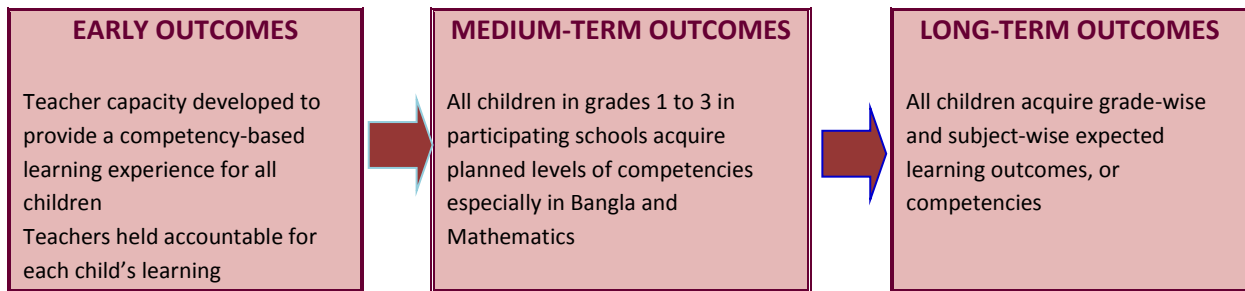 EARLY OUTCOMES
Teacher capacity developed to
provide a competency-based
learning experience for all
children
Teachers held accountable for
each child’s learning
MEDIUM-TERM OUTCOMES
All children in grades 1 to 3 in
participating schools acquire
planned levels of competencies
especially in Bangla and
Mathematics
LONG-TERM OUTCOMES
All children acquire grade-wise
and subject-wise expected
learning outcomes, or
competencies